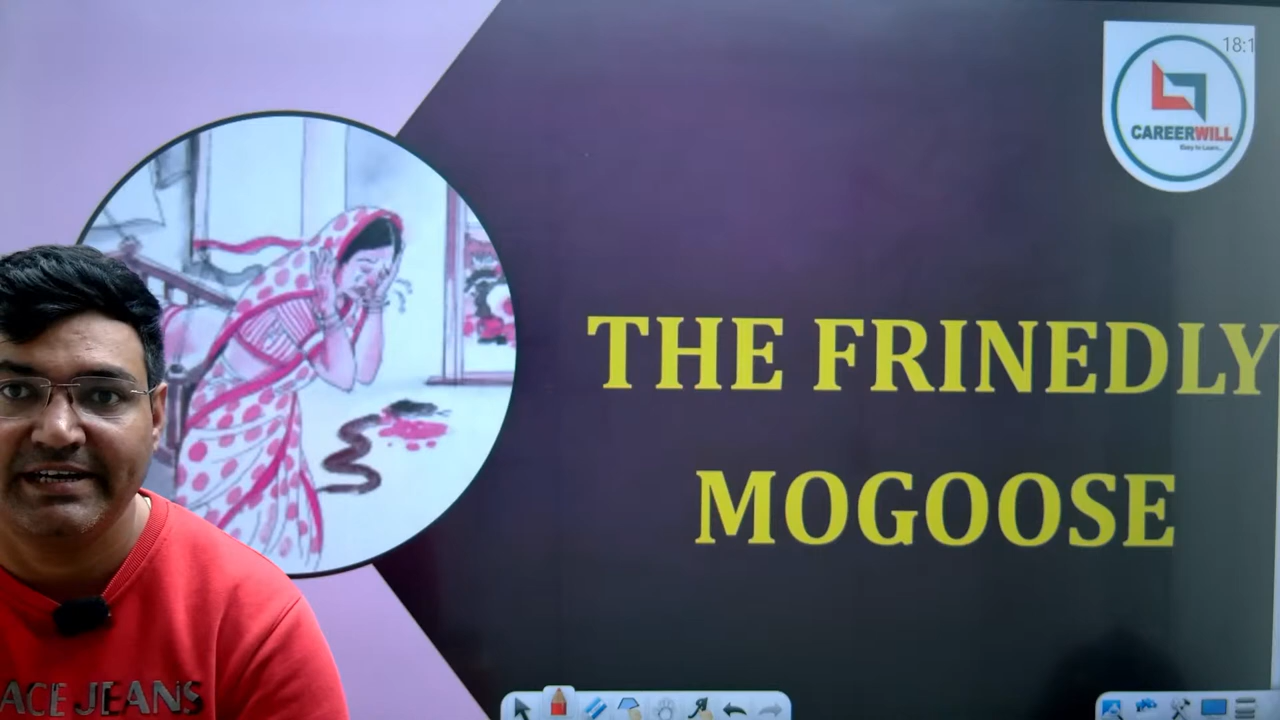 18:1
CAREERWILL
Easy to Learn...
THE FRINEDLY
MOGOOSE
ACE JEANS